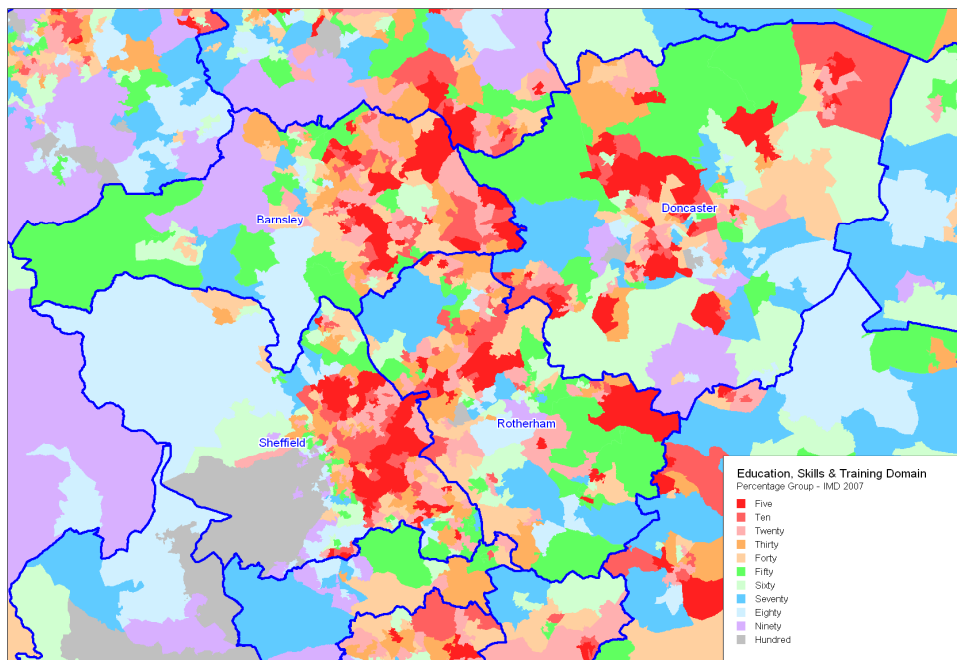 Barnsley
Doncaster
Rotherham
Sheffield
Education, Skills & Training Domain
Percentage Group - IMD 2007
Five
Ten
Twenty
Thirty
Forty
Fifty
Sixty
Seventy
Eighty
Ninety
Hundred